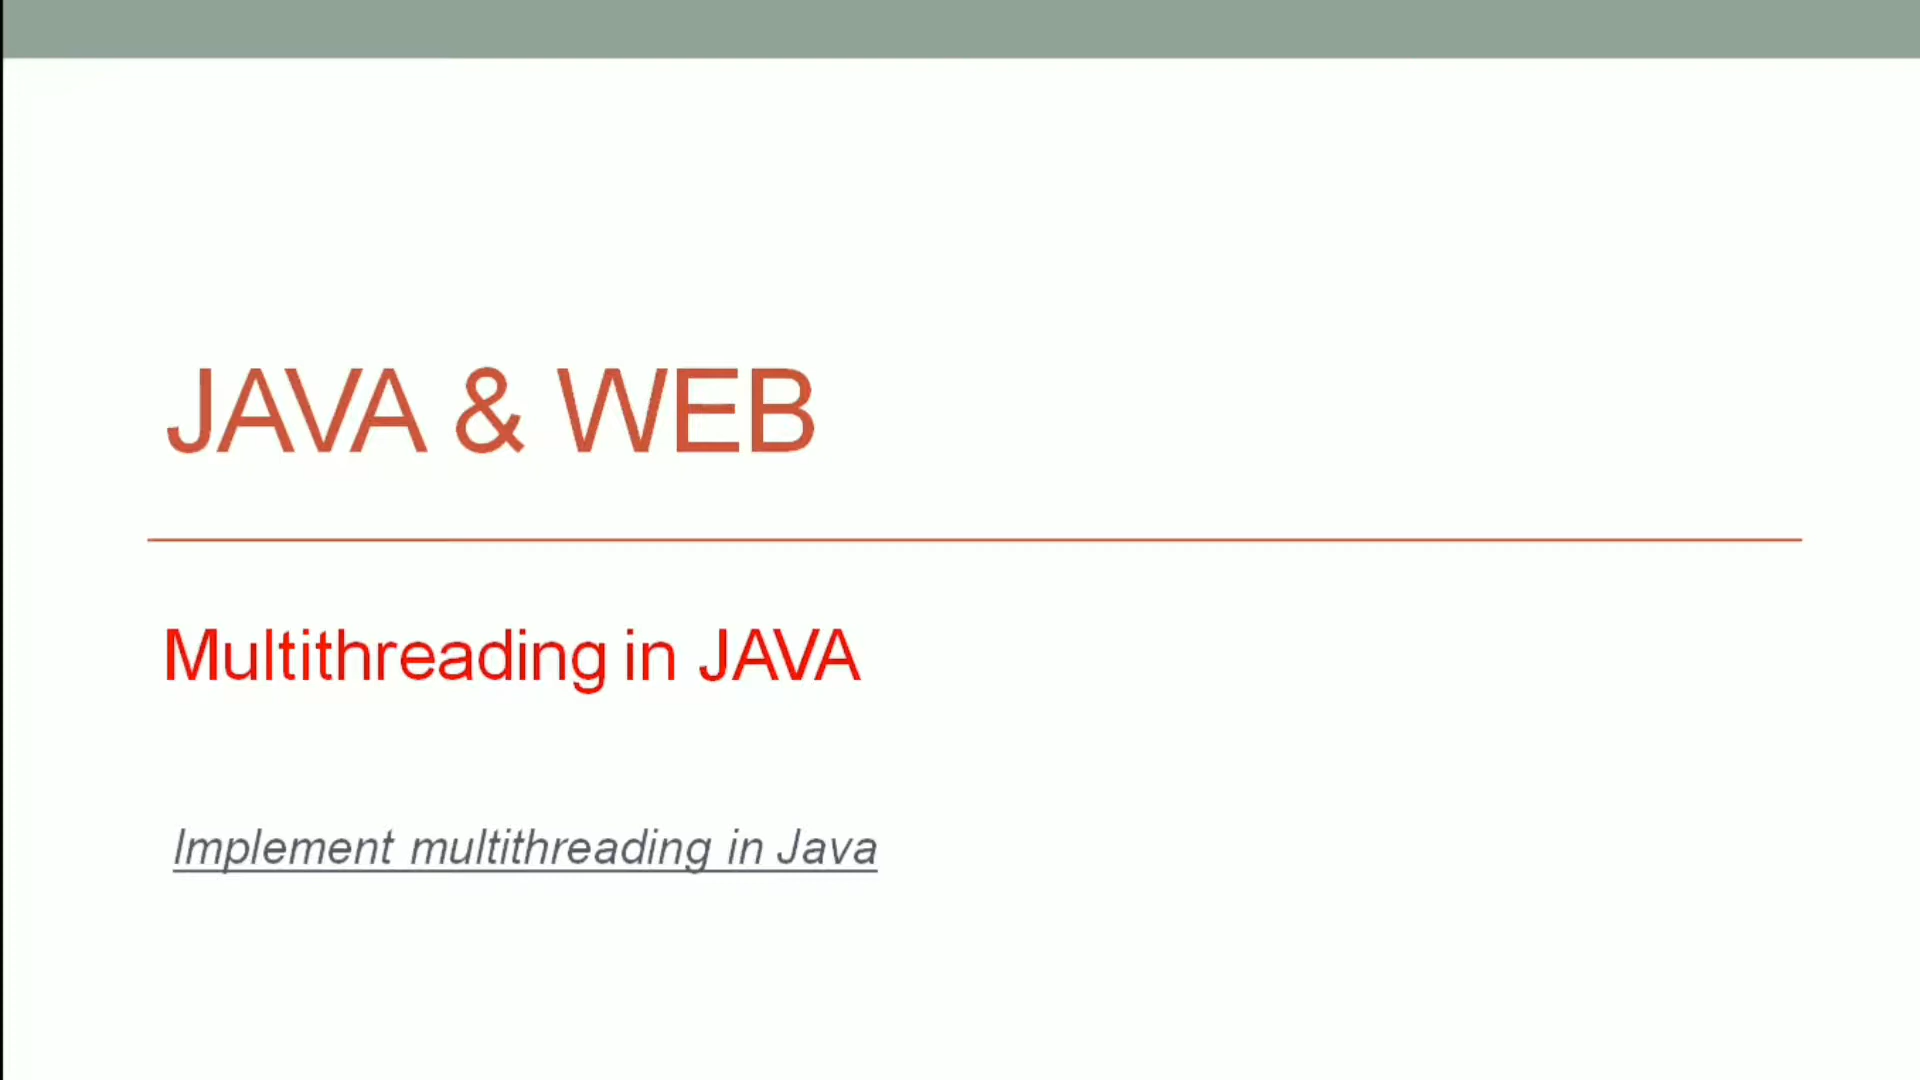 JAVA & WEB
Multithreading in JAVA
Implement multithreading in Java